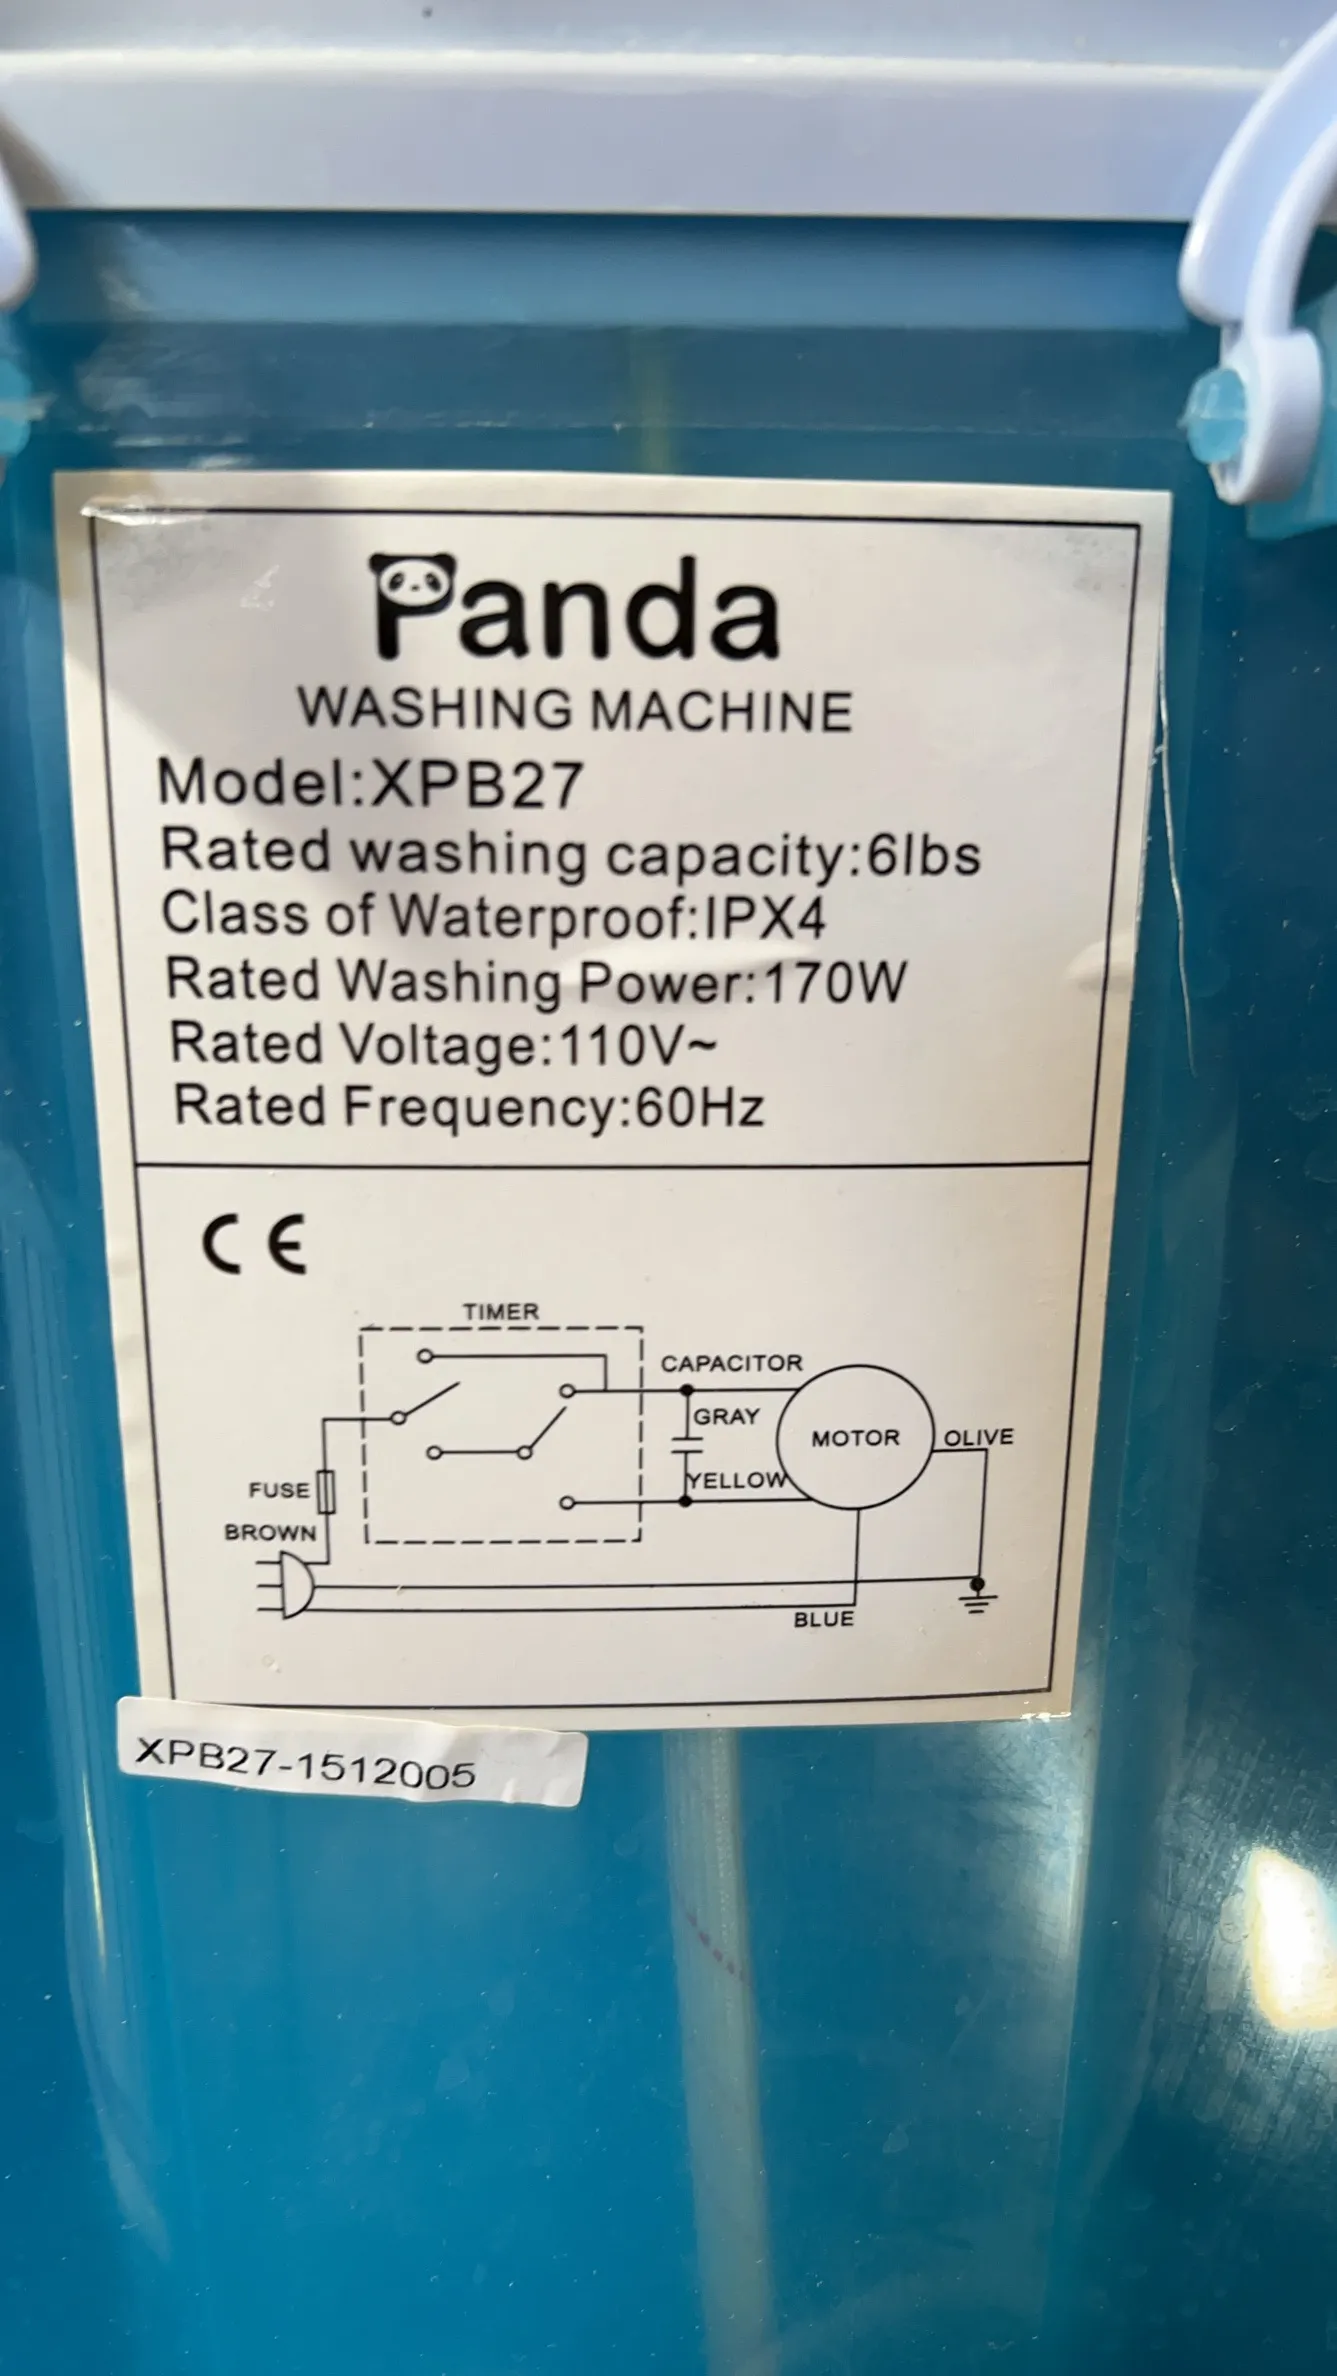 Panda
WASHING MACHINE
Model:XPB27
Rated washing capacity:6lbs
Class of Waterproof:IPX4
Rated Washing Power:170W
Rated Voltage:110V~
Rated Frequency:60Hz
CE
TIMER
CAPACITOR
GRAY
MOTOR
OLIVE
YELLOW
FUSE
BROWN
BLUE
XPB27-1512005